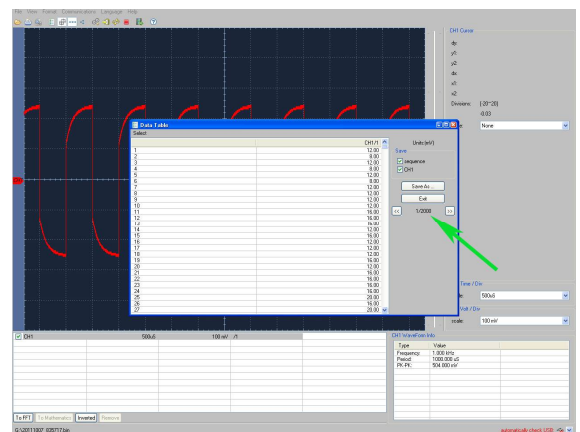 File View Format Communications Language Help
CH1 Cursor
dy:
y1:
y2:
dx:
x1:
x2:
Divisions: (-20~20)
-0.03
None
Data Table
Select
CH1/1
1 12.00
2 8.00
3 12.00
4 8.00
5 12.00
6 8.00
7 12.00
8 12.00
9 12.00
10 12.00
11 16.00
12 12.00
13 16.00
14 12.00
15 12.00
16 16.00
17 12.00
18 12.00
19 16.00
20 12.00
21 16.00
22 16.00
23 16.00
24 16.00
25 20.00
26 16.00
27 20.00
Units:(mV)
Save
sequence
CH1
Save As ...
Exit
<< 1/2000 >>
Time / Div
500uS
Volt / Div
scale: 100 mV
CH1 500uS 100 mV /1
CH1 WaveForm Info
Type Value
Frequency: 1.000 kHz
Period: 1000.000 uS
PK-PK: 504.000 mV
To FFT To Mathematics Inverted Remove
G:\20111007_035717.bin
automatically check USB